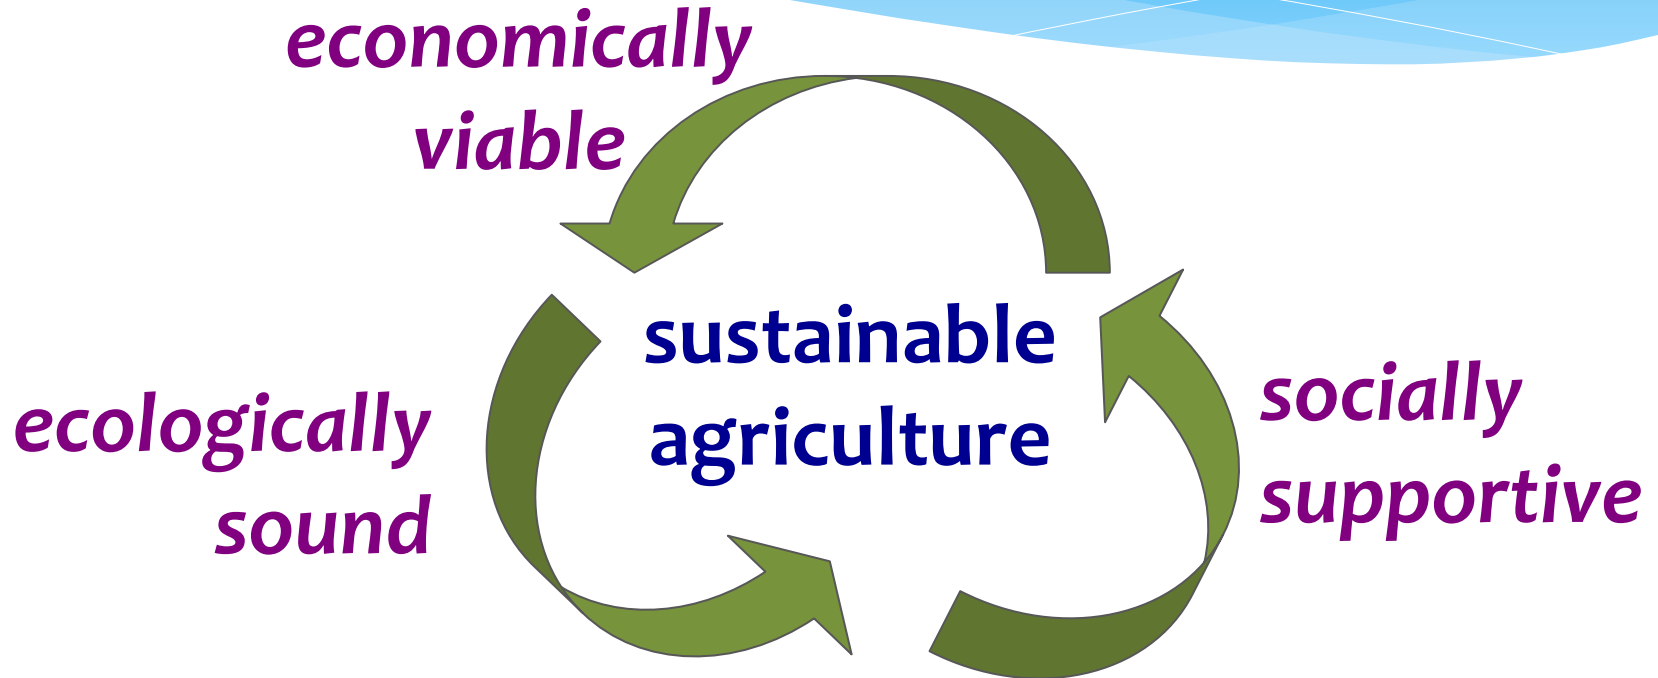 economically
viable
sustainable
agriculture
ecologically
sound
socially
supportive